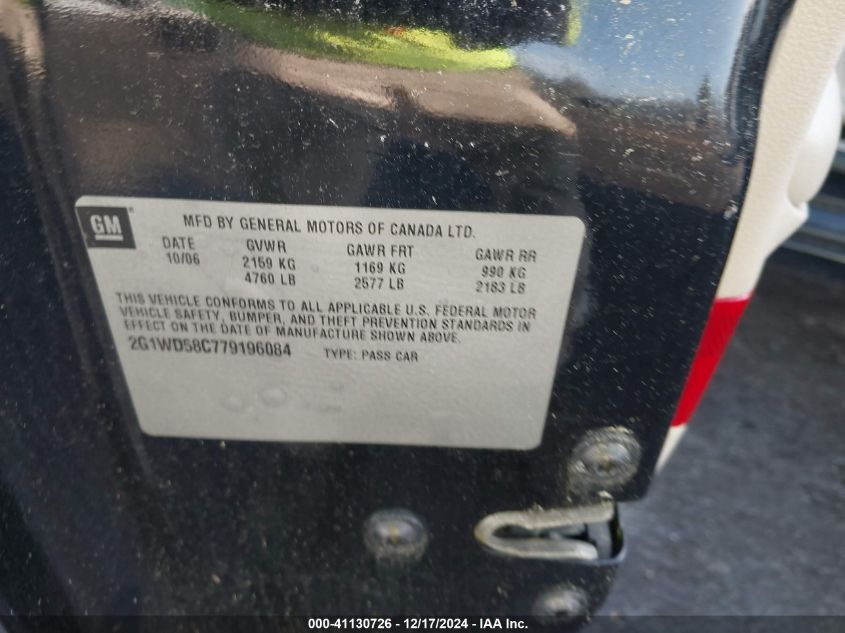 GM
MFD BY GENERAL MOTORS OF CANADA LTD.
DATE GVWR GAWR FRT GAWR RR
10/06 2159 KG 1169 KG 990 KG
4760 LB 2577 LB 2183 LB
THIS VEHICLE CONFORMS TO ALL APPLICABLE U.S. FEDERAL MOTOR
VEHICLE SAFETY, BUMPER, AND THEFT PREVENTION STANDARDS IN
EFFECT ON THE DATE OF MANUFACTURE SHOWN ABOVE.
2G1WD58C779196084 TYPE: PASS CAR
000-41130726 - 12/17/2024 - IAA Inc.